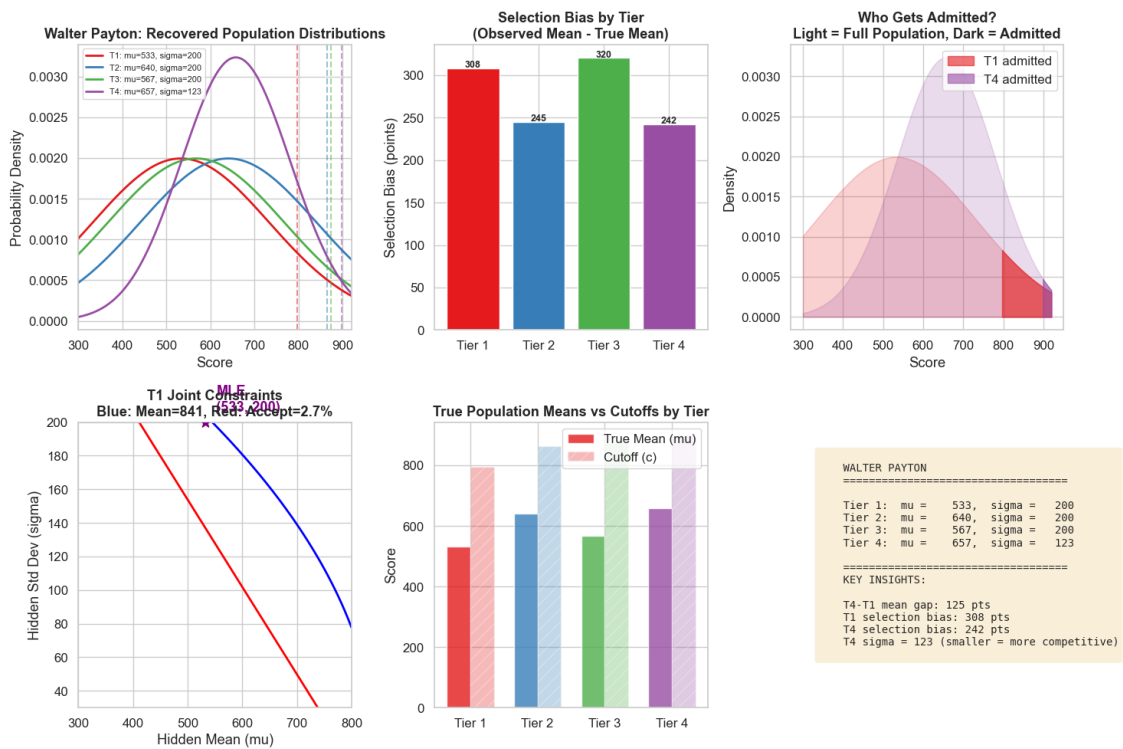 Walter Payton: Recovered Population Distributions
T1: mu=533, sigma=200
T2: mu=640, sigma=200
T3: mu=567, sigma=200
T4: mu=657, sigma=123
Probability Density
0.0030
0.0025
0.0020
0.0015
0.0010
0.0005
0.0000
300 400 500 600 700 800 900
Score
Selection Bias by Tier
(Observed Mean - True Mean)
Selection Bias (points)
300
250
200
150
100
50
0
308
245
320
242
Tier 1 Tier 2 Tier 3 Tier 4
Who Gets Admitted?
Light = Full Population, Dark = Admitted
T1 admitted
T4 admitted
Density
0.0030
0.0025
0.0020
0.0015
0.0010
0.0005
0.0000
300 400 500 600 700 800 900
Score
T1 Joint Constraints
Blue: Mean=841, Red: Accept=2.7%
MLE
(533, 200)
Hidden Std Dev (sigma)
200
180
160
140
120
100
80
60
40
300 400 500 600 700 800
Hidden Mean (mu)
True Population Means vs Cutoffs by Tier
True Mean (mu)
Cutoff (c)
Score
800
600
400
200
0
Tier 1 Tier 2 Tier 3 Tier 4
WALTER PAYTON
===================================
Tier 1: mu = 533, sigma = 200
Tier 2: mu = 640, sigma = 200
Tier 3: mu = 567, sigma = 200
Tier 4: mu = 657, sigma = 123
===================================
KEY INSIGHTS:
T4-T1 mean gap: 125 pts
T1 selection bias: 308 pts
T4 selection bias: 242 pts
T4 sigma = 123 (smaller = more competitive)